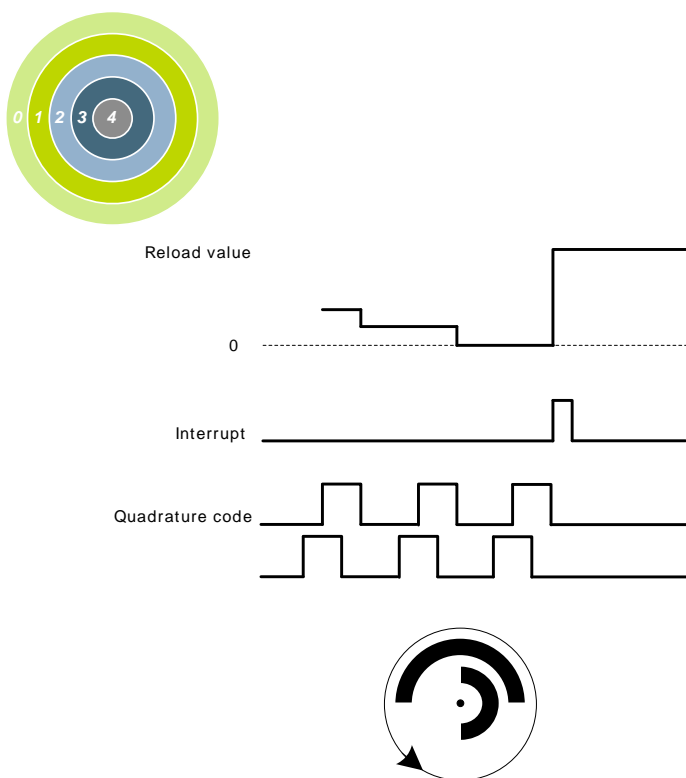 0 1 2 3 4
Reload value
0
Interrupt
Quadrature code